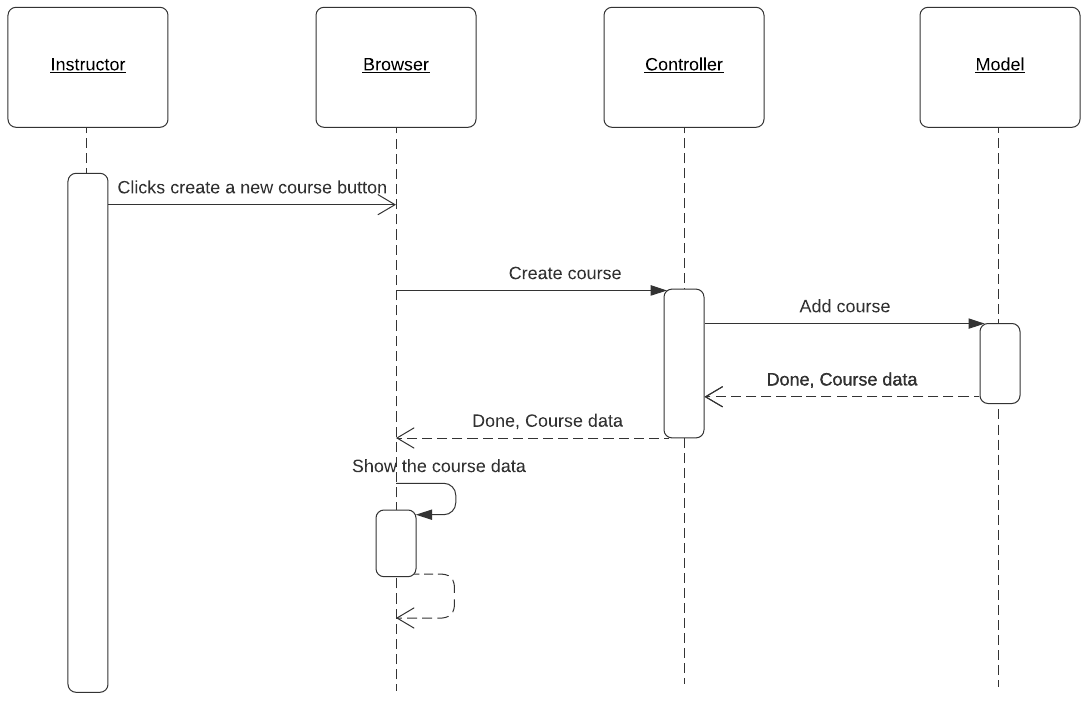 Instructor
Browser
Controller
Model
Clicks create a new course button
Create course
Add course
Done, Course data
Done, Course data
Show the course data